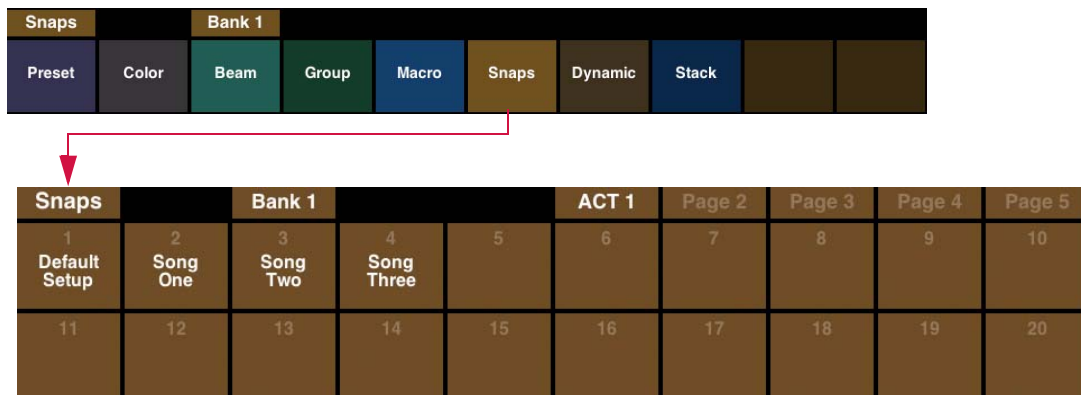 Snaps Bank 1
Preset Color Beam Group Macro Snaps Dynamic Stack
Snaps Bank 1 ACT 1 Page 2 Page 3 Page 4 Page 5
1 2 3 4 5 6 7 8 9 10
Default Song Song Song
Setup One Two Three
11 12 13 14 15 16 17 18 19 20